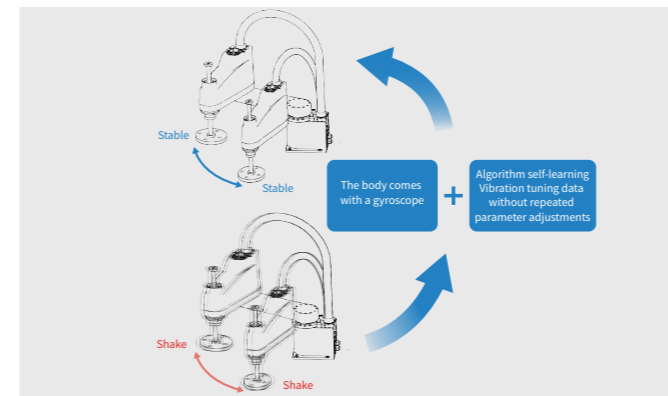 Stable
Stable
The body comes
with a gyroscope
+
Algorithm self-learning
Vibration tuning data
without repeated
parameter adjustments
Shake
Shake